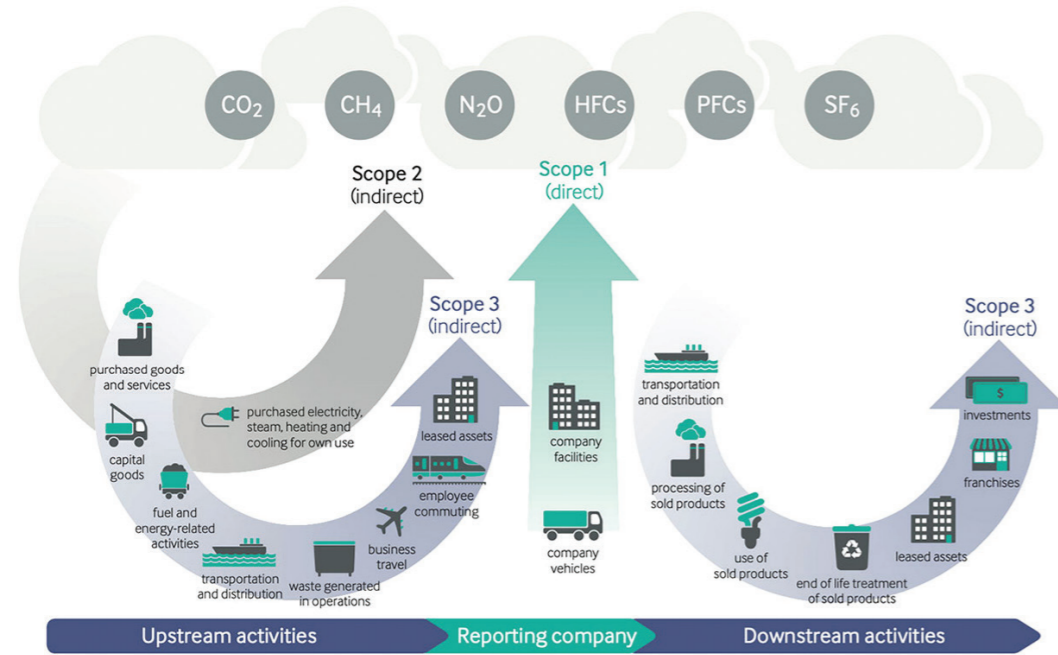 CO₂ CH₄ N₂O HFCs PFCs SF₆
Scope 2
(indirect)
Scope 1
(direct)
Scope 3
(indirect)
Scope 3
(indirect)
purchased goods
and services
capital
goods
fuel and
energy-related
activities
transportation
and distribution
waste generated
in operations
business
travel
employee
commuting
leased assets
purchased electricity,
steam, heating and
cooling for own use
company
facilities
company
vehicles
transportation
and distribution
processing of
sold products
use of
sold products
end of life treatment
of sold products
leased assets
franchises
$
investments
Upstream activities
Reporting company
Downstream activities